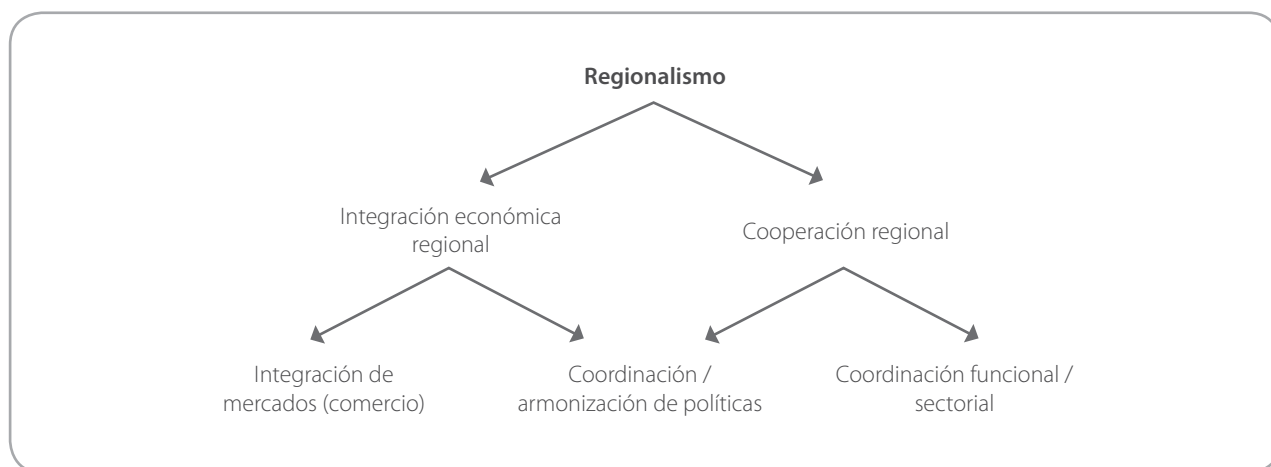 Regionalismo
Integración económica
regional
Cooperación regional
Integración de
mercados (comercio)
Coordinación /
armonización de políticas
Coordinación funcional /
sectorial